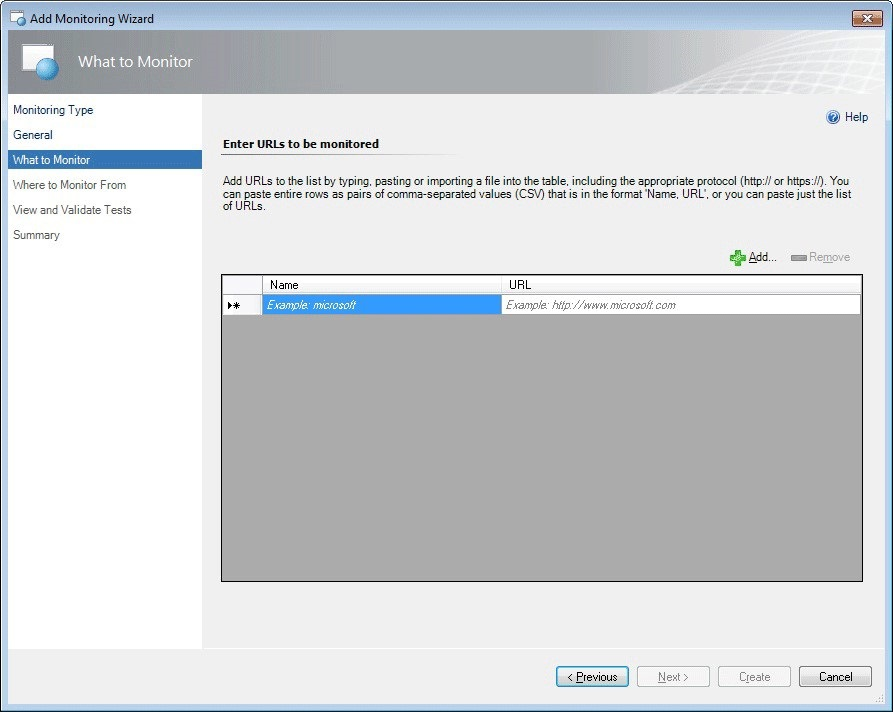 Add Monitoring Wizard
What to Monitor
Monitoring Type
General
What to Monitor
Where to Monitor From
View and Validate Tests
Summary
Help
Enter URLs to be monitored
Add URLs to the list by typing, pasting or importing a file into the table, including the appropriate protocol (http:// or https://). You
can paste entire rows as pairs of comma-separated values (CSV) that is in the format 'Name, URL', or you can paste just the list
of URLs.
Add... Remove
Name URL
Example: microsoft Example: http://www.microsoft.com
< Previous Next > Create Cancel